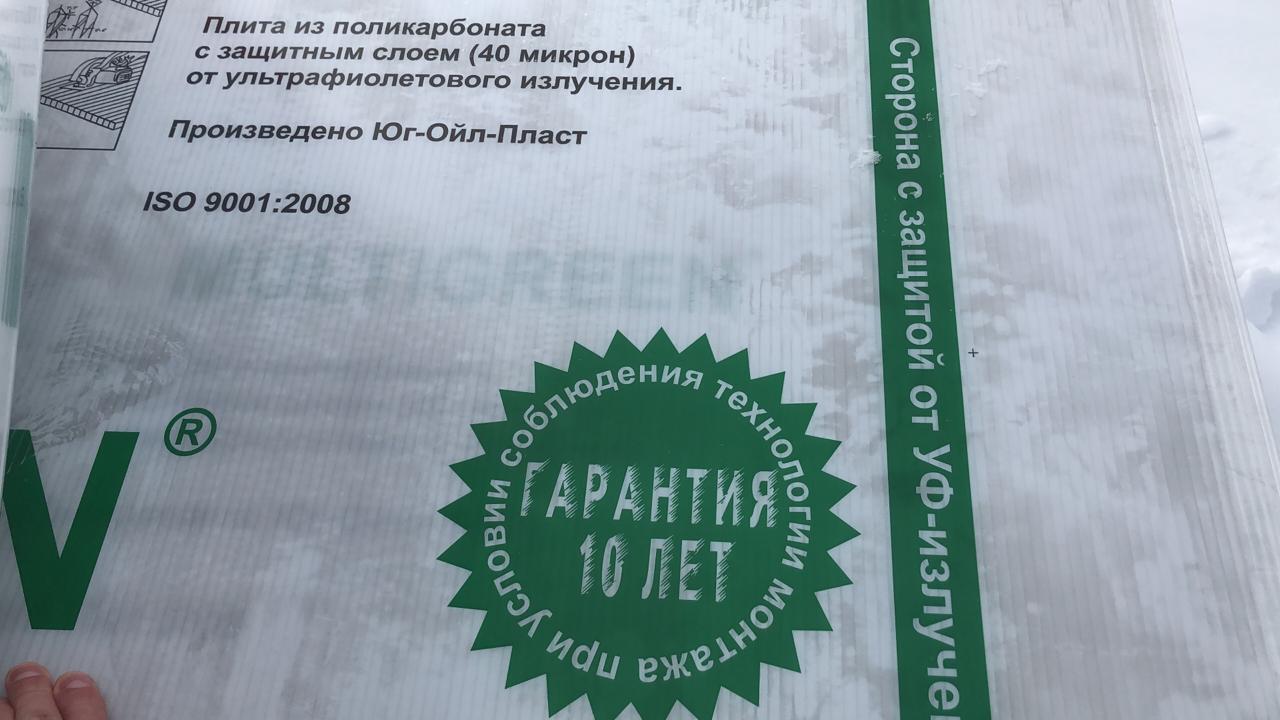 Плита из поликарбоната
с защитным слоем (40 микрон)
от ультрафиолетового излучения.
Произведено Юг-Ойл-Пласт
ISO 9001:2008
N®
при условии соблюдения технологии монтажа
ГАРАНТИЯ
10 ЛЕТ
Сторона с защитой от УФ-излучен